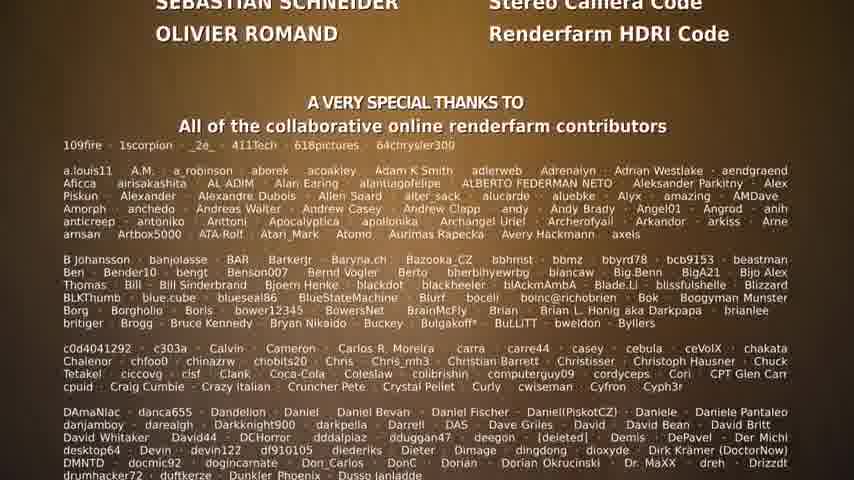 SEBASTIAN SCHNEIDER Stereo Camera Code
OLIVIER ROMAND Renderfarm HDRI Code
A VERY SPECIAL THANKS TO
All of the collaborative online renderfarm contributors
109fire · 1scorpion · _2e_ · 411Tech · 618pictures · 64chrysler300
a.louis11 A.M. · a_robinson · aborek · acoakley · Adam K Smith · adlerweb · Adrenalyn · Adrian Westlake · aendgraend
Aficca · airisakashita · AL ADIM · Alan Earing · alantiagofelipe · ALBERTO FEDERMAN NETO · Aleksander Parkitny · Alex
Piskun · Alexander · Alexandre Dubois · Allen Soard · alter_sack · alucarde · aluebke · Alyx · amazing · AMDave
Amorph · anchedo · Andreas Walter · Andrew Casey · Andrew Clapp · andy · Andy Brady · Angel01 · Angrod · anih
anticreep · antoniko · Anttonj · Apocalyptica · apollonika · Archangel Uriel · Archerofyail · Arkandor · arkiss · Arne
arnsan · Artbox5000 · ATA-Rolf · Atari_Mark · Atomo · Aurimas Rapecka · Avery Hackmann · axels
B Johansson · banjolasse · BAR · BarkerJr · Baryna.ch · Bazooka_CZ · bbhmst · bbmz · bbyrd78 · bcb9153 · beastman
Ben · Bender10 · bengt · Benson007 · Bernd Vogler · Berto · bherbihyewrbg · biancaw · Big.Benn · BigA21 · Bijo Alex
Thomas · Bill · Bill Sinderbrand · Bjoern Henke · blackdot · blackheeler · blAckmAmbA · Blade.Li · blissfulshelle · Blizzard
BLKThumb · blue.cube · blueseal86 · BlueStateMachine · Blurf · boceli · boinc@richobrien · Bok · Boogyman Munster
Borg · Borgholio · Boris · bower12345 · BowersNet · BrainMcFly · Brian · Brian L. Honig aka Darkpapa · brianlee
britiger · Brogg · Bruce Kennedy · Bryan Nikaido · Buckey · Bulgakoff* · BuLLiTT · bweldon · Byllers
c0d4041292 · c303a · Calvin · Cameron · Carlos R. Moreira · carra · carre44 · casey · cebula · ceVoIX · chakata
Chalenor · chfoo0 · chinazrw · chobits20 · Chris · Chris_mh3 · Christian Barrett · Christisser · Christoph Hausner · Chuck
Tetakel · ciccovg · clsf · Clank · Coca-Cola · Coleslaw · colibrishin · computerguy09 · cordyceps · Cori · CPT Glen Carr
cpuid · Craig Cumbie · Crazy Italian · Cruncher Pete · Crystal Pellet · Curly · cwiseman · Cyfron · Cyph3r
DAmaNiac · danca655 · Dandelion · Daniel · Daniel Bevan · Daniel Fischer · Daniel(PiskotCZ) · Daniele · Daniele Pantaleo
danjamboy · darealgh · Darkknight900 · darkpella · Darrell · DAS · Dave Griles · David · David Bean · David Britt
David Whitaker · David44 · DCHorror · dddalpiaz · dduggan47 · deegon · [deleted] · Demis · DePavel · Der Michl
desktop64 · Devin · devin122 · df910105 · diederiks · Dieter · Dimage · dingdong · dioxyde · Dirk Krämer (DoctorNow)
DMNTD · docmic92 · dogincarnate · Don_Carlos · DonC · Dorian · Dorian Okrucinski · Dr. MaXX · dreh · Drizzdt
drumhacker72 · duftkerze · Dunkler_Phoenix · Dusso Janladde